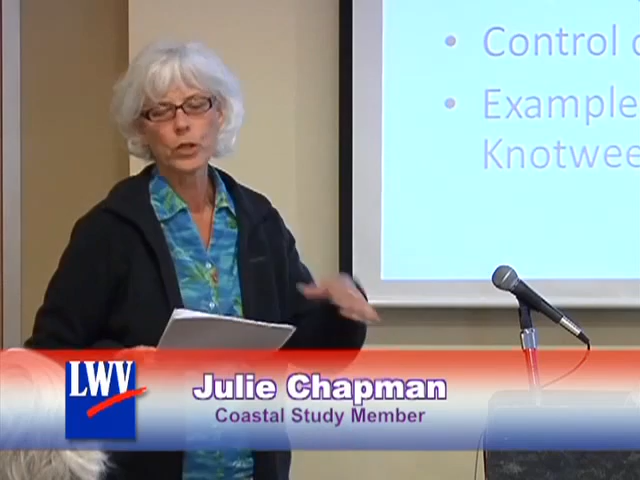 • Control
• Example
Knotwee
LWV
Julie Chapman
Coastal Study Member